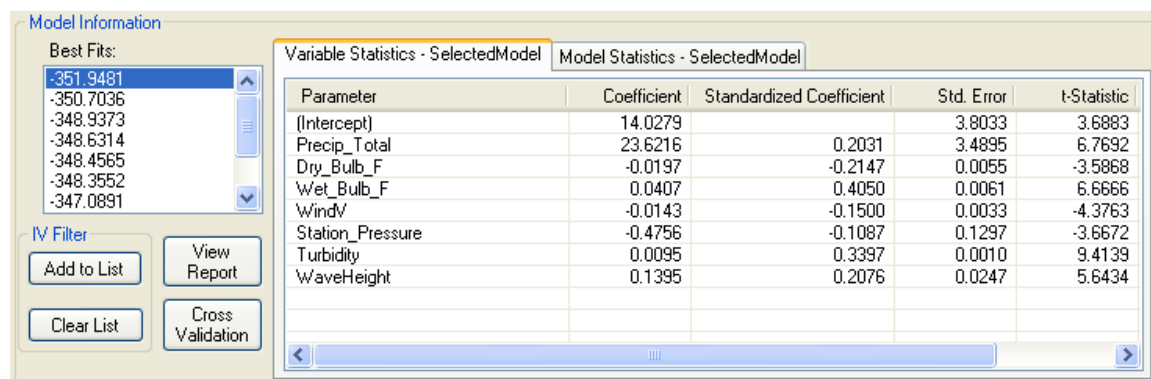 Model Information
Best Fits:
-351.9481
-350.7036
-348.9373
-348.6314
-348.4565
-348.3552
-347.0891
IV Filter
Add to List
Clear List
View
Report
Cross
Validation
Variable Statistics - SelectedModel Model Statistics - SelectedModel
Parameter Coefficient Standardized Coefficient Std. Error t-Statistic
(Intercept) 14.0279 3.8033 3.6883
Precip_Total 23.6216 0.2031 3.4895 6.7692
Dry_Bulb_F -0.0197 -0.2147 0.0055 -3.5868
Wet_Bulb_F 0.0407 0.4050 0.0061 6.6666
WindV -0.0143 -0.1500 0.0033 -4.3763
Station_Pressure -0.4756 -0.1087 0.1297 -3.6672
Turbidity 0.0095 0.3397 0.0010 9.4139
WaveHeight 0.1395 0.2076 0.0247 5.6434